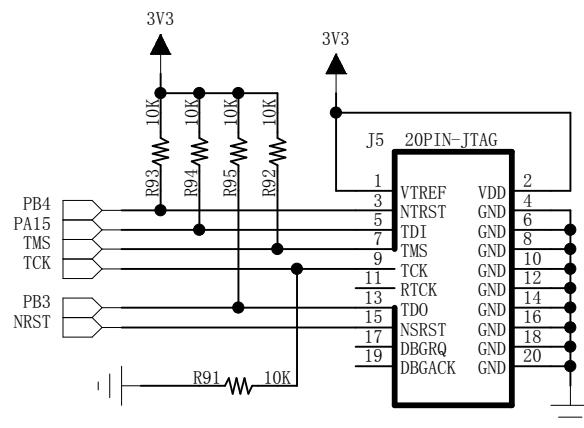 3V3
3V3
10K
10K
10K
10K
R93
R94
R95
R92
J5 20PIN-JTAG
1 VTREF VDD 2
PB4 3 NTRST GND 4
PA15 5 TDI GND 6
TMS 7 TMS GND 8
TCK 9 TCK GND 10
11 RTCK GND 12
PB3 13 TDO GND 14
NRST 15 NSRST GND 16
17 DBGRQ GND 18
19 DBGACK GND 20
R91 10K